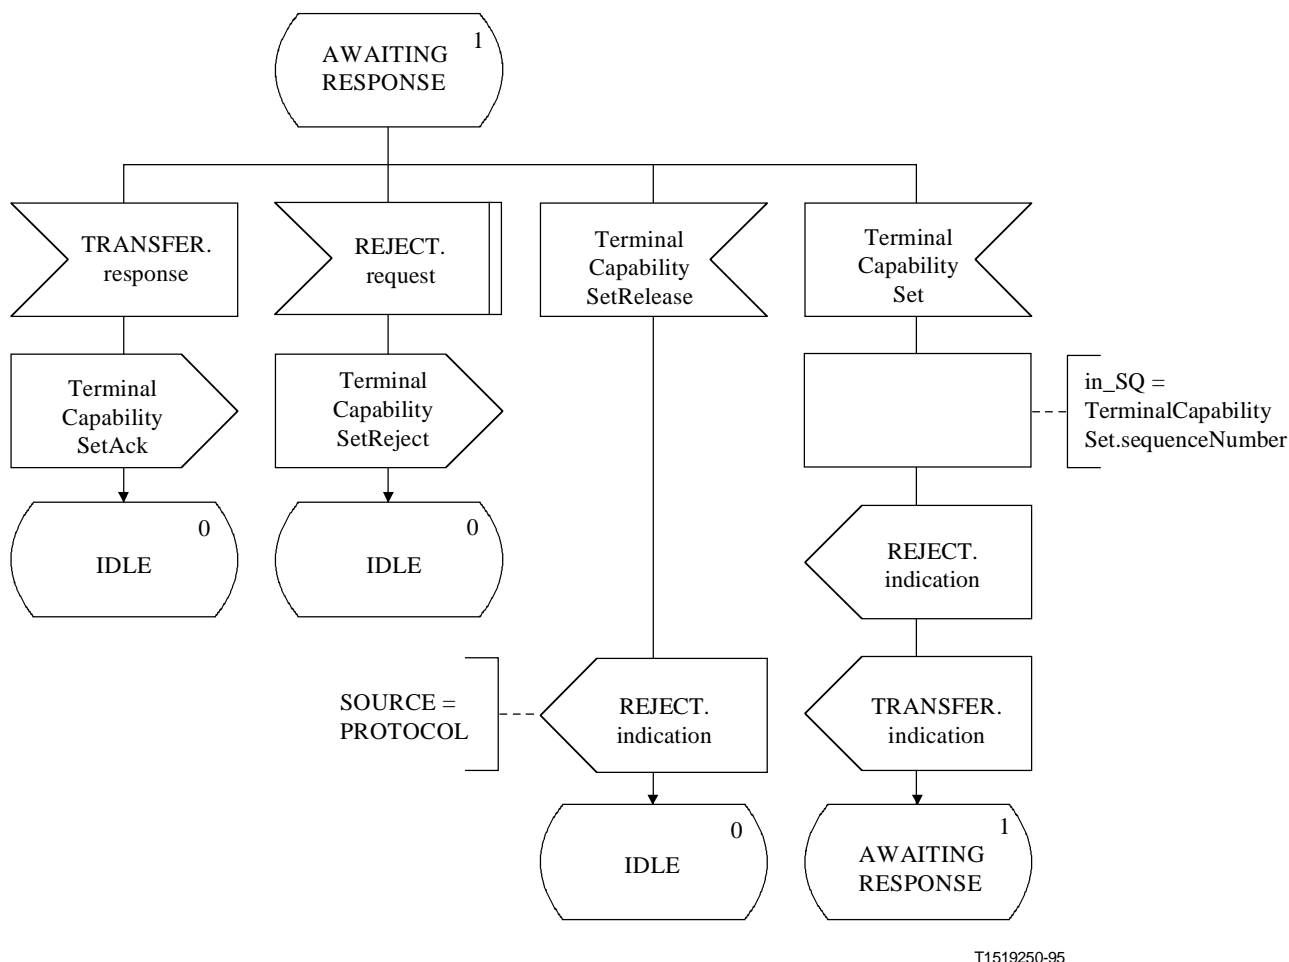 1
AWAITING
RESPONSE
TRANSFER.
response
REJECT.
request
Terminal
Capability
SetRelease
Terminal
Capability
Set
Terminal
Capability
SetAck
Terminal
Capability
SetReject
in_SQ =
TerminalCapability
Set.sequenceNumber
0
IDLE
0
IDLE
REJECT.
indication
SOURCE =
PROTOCOL
REJECT.
indication
TRANSFER.
indication
0
IDLE
1
AWAITING
RESPONSE
T1519250-95